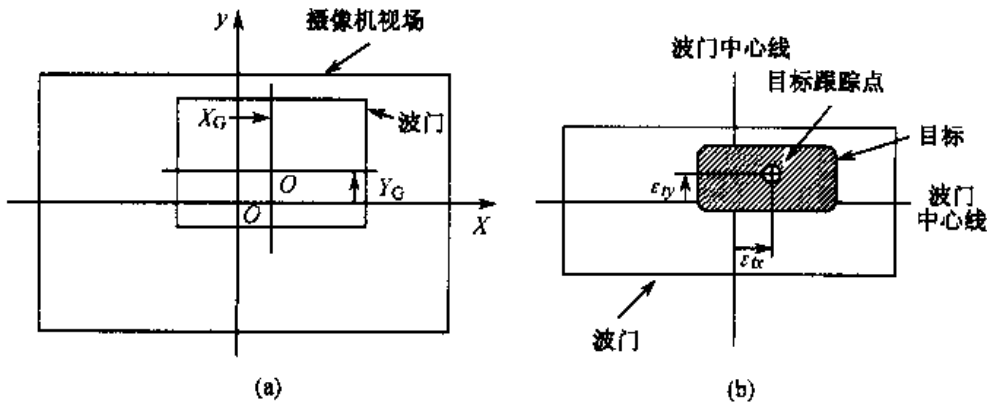 y
摄像机视场
X_G
波门
O
Y_G
O
X
(a)
波门中心线
目标跟踪点
目标
ε_ty
波门
中心线
ε_tx
波门
(b)